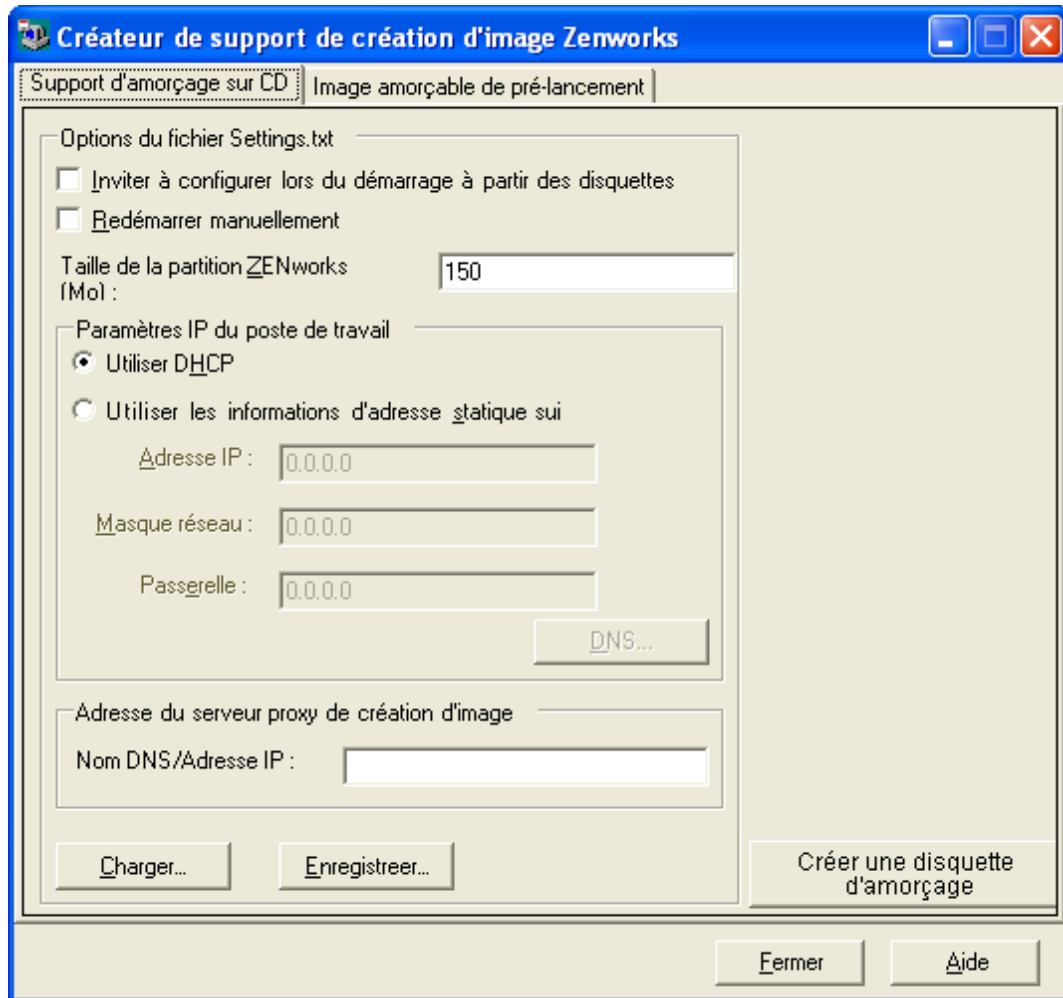 Créateur de support de création d'image Zenworks
Support d'amorçage sur CD
Image amorçable de pré-lancement
Options du fichier Settings.txt
Inviter à configurer lors du démarrage à partir des disquettes
Redémarrer manuellement
Taille de la partition ZENworks
(Mo) :
150
Paramètres IP du poste de travail
Utiliser DHCP
Utiliser les informations d'adresse statique sui
Adresse IP :
0.0.0.0
Masque réseau :
0.0.0.0
Passerelle :
0.0.0.0
DNS...
Adresse du serveur proxy de création d'image
Nom DNS/Adresse IP :
Charger...
Enregistreer...
Créer une disquette
d'amorçage
Fermer
Aide